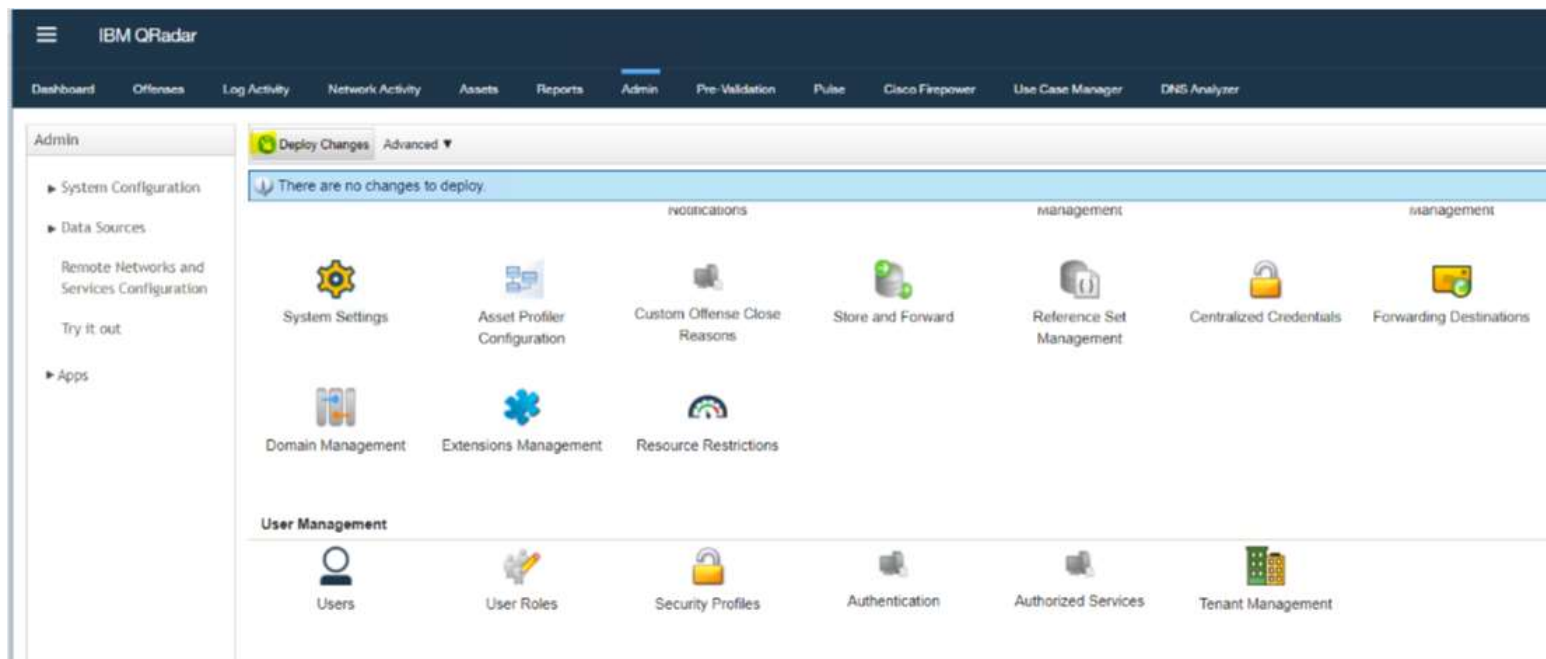 IBM QRadar
Dashboard Offenses Log Activity Network Activity Assets Reports Admin Pre-Validation Pulse Cisco Firepower Use Case Manager DNS Analyzer
Admin
System Configuration
Data Sources
Remote Networks and
Services Configuration
Try it out
Apps
Deploy Changes Advanced ▼
There are no changes to deploy.
Notifications Management Management
System Settings Asset Profiler Custom Offense Close Store and Forward Reference Set Centralized Credentials Forwarding Destinations
Configuration Reasons Management
Domain Management Extensions Management Resource Restrictions
User Management
Users User Roles Security Profiles Authentication Authorized Services Tenant Management